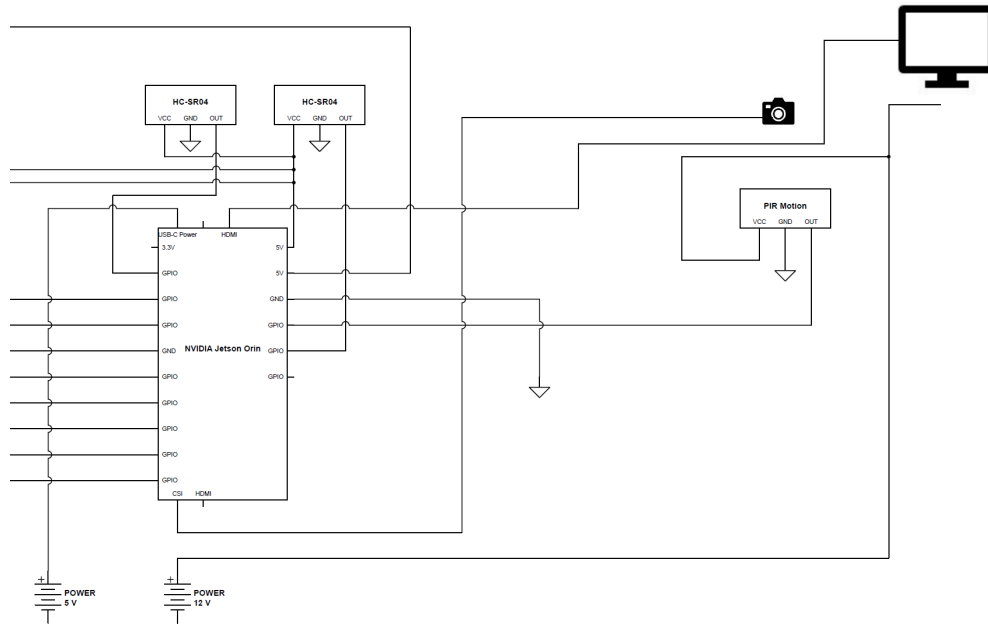 HC-SR04
VCC GND OUT
HC-SR04
VCC GND OUT
PIR Motion
VCC GND OUT
USB-C Power
HDMI
3.3V
5V
GPIO
5V
GPIO
GND
GPIO
GPIO
GND
NVIDIA Jetson Orin
GPIO
GPIO
GPIO
GPIO
GPIO
GPIO
GPIO
CSI
HDMI
+
POWER
5 V
+
POWER
12 V